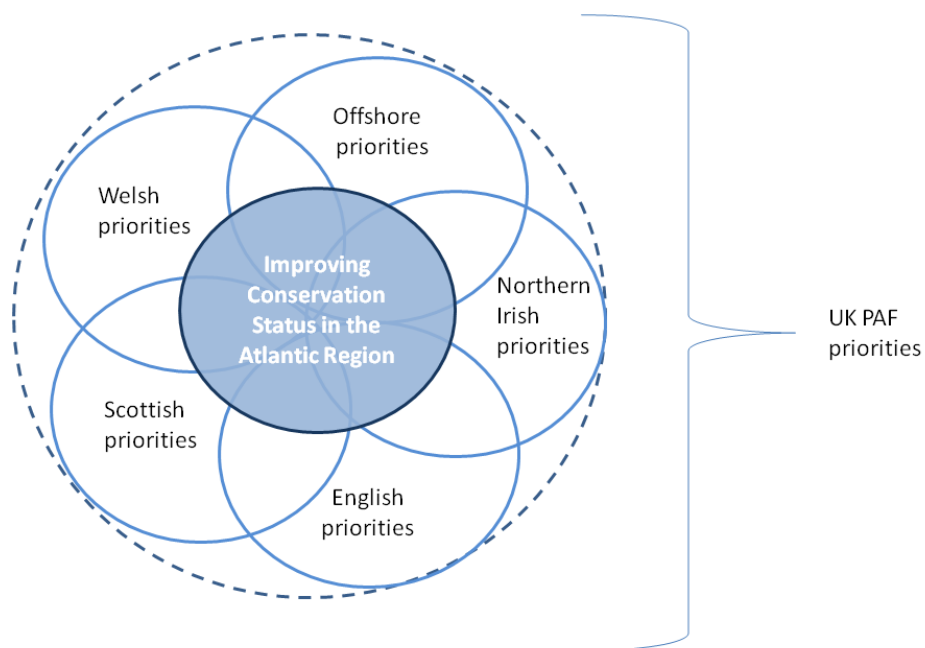 Offshore
priorities
Welsh
priorities
Improving
Conservation
Status in the
Atlantic Region
Northern
Irish
priorities
UK PAF
priorities
Scottish
priorities
English
priorities